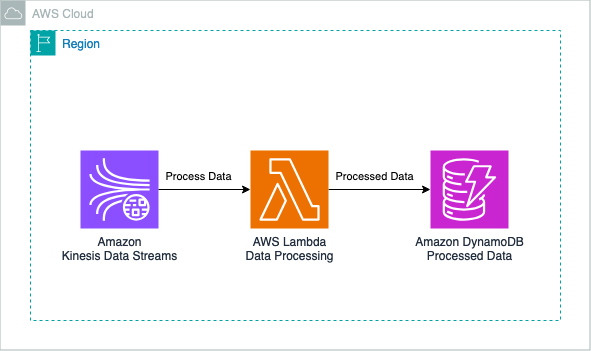 AWS Cloud
Region
Process Data
Processed Data
Amazon
Kinesis Data Streams
AWS Lambda
Data Processing
Amazon DynamoDB
Processed Data